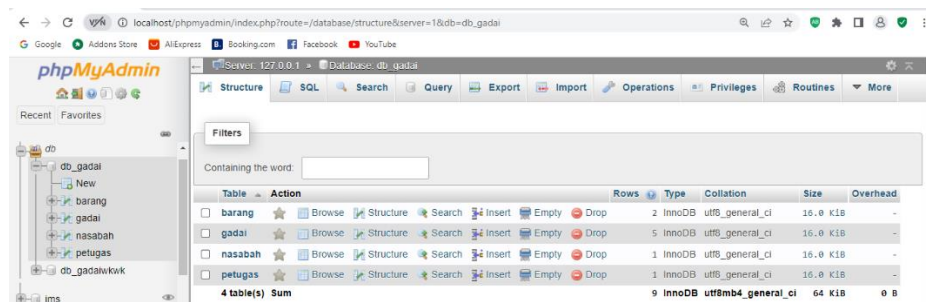 localhost/phpmyadmin/index.php?route=/database/structure&server=1&db=db_gadai
Google Addons Store AliExpress Booking.com Facebook YouTube
phpMyAdmin
Recent Favorites
db
db_gadai
New
barang
gadai
nasabah
petugas
db_gadaiwkwk
ims
Server: 127.0.0.1 » Database: db_gadai
Structure SQL Search Query Export Import Operations Privileges Routines More
Filters
Containing the word:
Table Action Rows Type Collation Size Overhead
barang Browse Structure Search Insert Empty Drop 2 InnoDB utf8_general_ci 16.0 KiB -
gadai Browse Structure Search Insert Empty Drop 5 InnoDB utf8_general_ci 16.0 KiB -
nasabah Browse Structure Search Insert Empty Drop 1 InnoDB utf8_general_ci 16.0 KiB -
petugas Browse Structure Search Insert Empty Drop 1 InnoDB utf8_general_ci 16.0 KiB -
4 table(s) Sum 9 InnoDB utf8mb4_general_ci 64 KiB 0 B